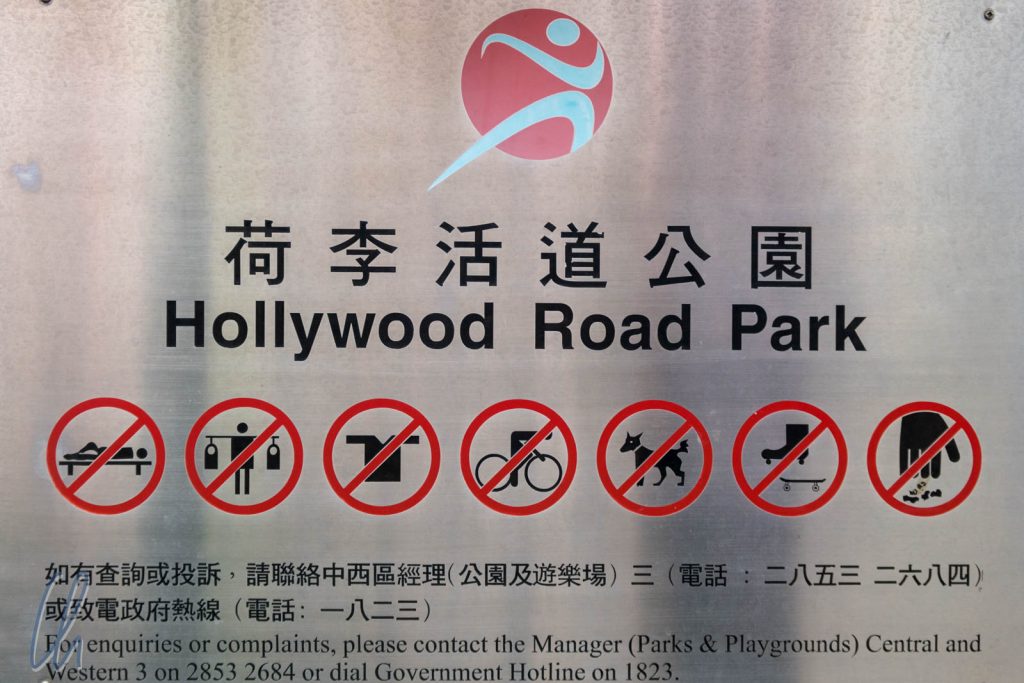 荷李活道公園
Hollywood Road Park
如有查詢或投訴，請聯絡中西區經理(公園及遊樂場) 三 (電話 : 二八五三 二六八四)
或致電政府熱線 (電話: 一八二三)
For enquiries or complaints, please contact the Manager (Parks & Playgrounds) Central and
Western 3 on 2853 2684 or dial Government Hotline on 1823.